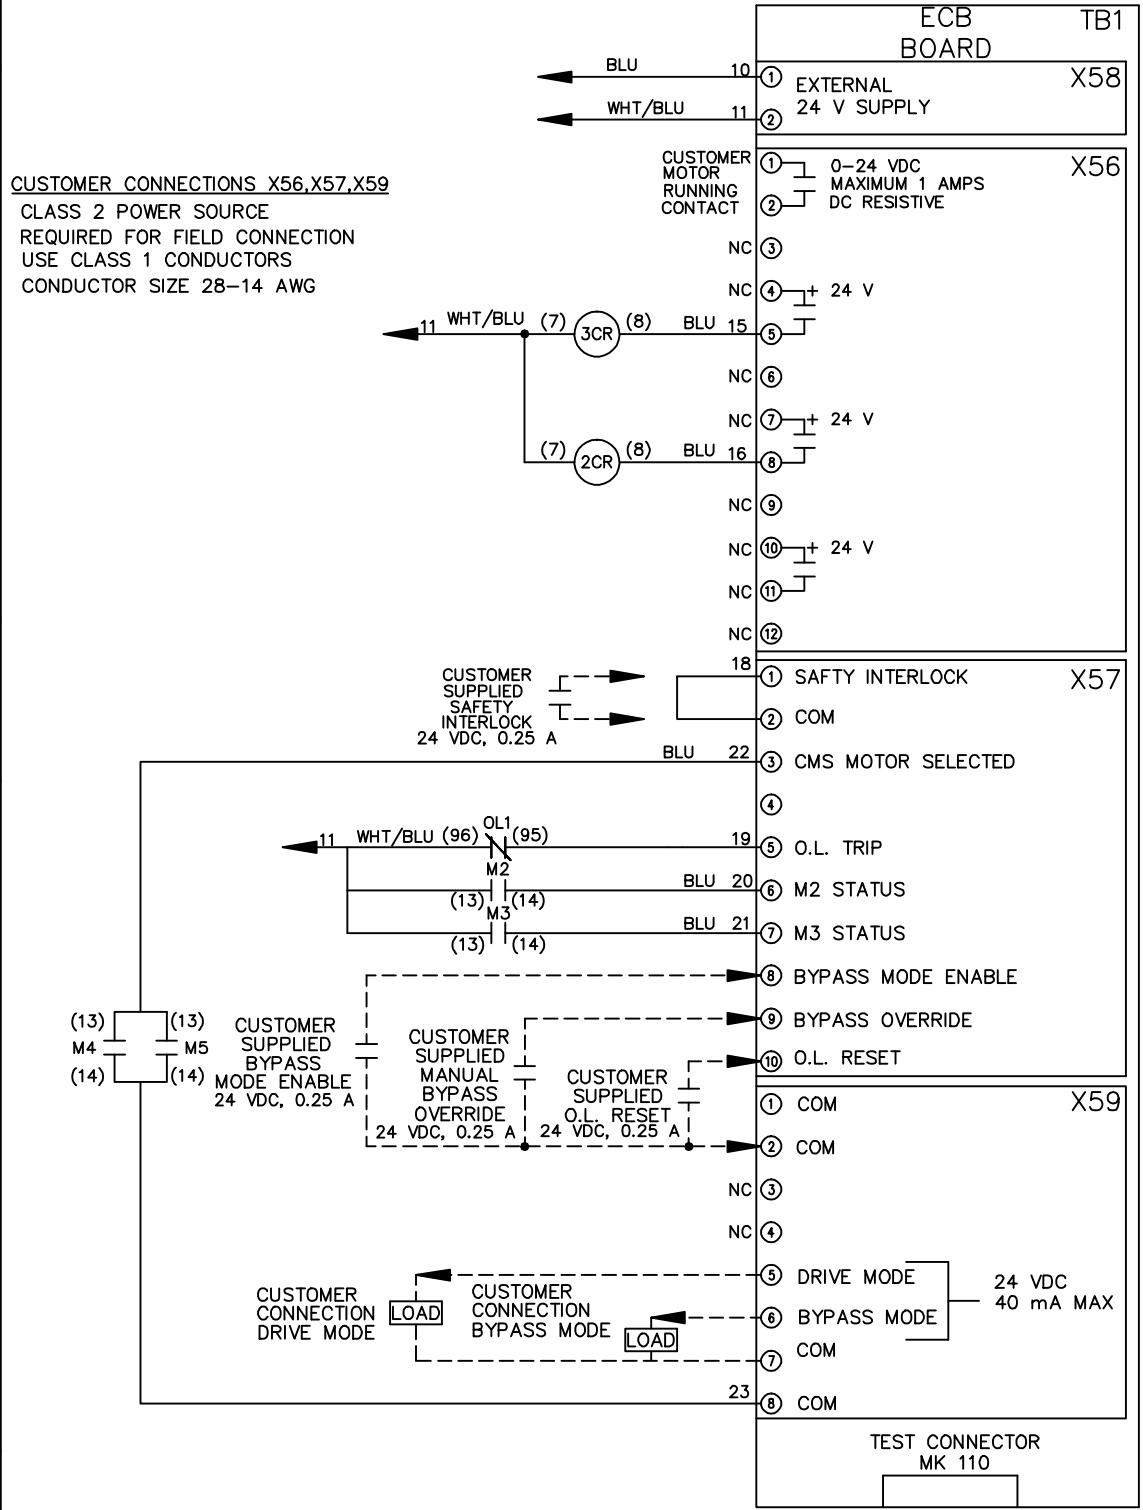 ECB
BOARD
TB1
BLU 10 1
EXTERNAL
24 V SUPPLY
X58
WHT/BLU 11 2
CUSTOMER
MOTOR
RUNNING
CONTACT
1
2
0-24 VDC
MAXIMUM 1 AMPS
DC RESISTIVE
X56
CUSTOMER CONNECTIONS X56,X57,X59
CLASS 2 POWER SOURCE
REQUIRED FOR FIELD CONNECTION
USE CLASS 1 CONDUCTORS
CONDUCTOR SIZE 28-14 AWG
NC 3
NC 4 + 24 V
11 WHT/BLU (7) 3CR (8) BLU 15 5
NC 6
NC 7 + 24 V
(7) 2CR (8) BLU 16 8
NC 9
NC 10 + 24 V
NC 11
NC 12
CUSTOMER
SUPPLIED
SAFETY
INTERLOCK
24 VDC, 0.25 A
18 1 SAFTY INTERLOCK
X57
2 COM
BLU 22 3 CMS MOTOR SELECTED
4
OL1
11 WHT/BLU (96) (95) 19 5 O.L. TRIP
M2
(13) (14) BLU 20 6 M2 STATUS
M3
(13) (14) BLU 21 7 M3 STATUS
8 BYPASS MODE ENABLE
9 BYPASS OVERRIDE
10 O.L. RESET
(13) (13)
M4 M5
(14) (14)
CUSTOMER
SUPPLIED
BYPASS
MODE ENABLE
24 VDC, 0.25 A
CUSTOMER
SUPPLIED
MANUAL
BYPASS
OVERRIDE
24 VDC, 0.25 A
CUSTOMER
SUPPLIED
O.L. RESET
24 VDC, 0.25 A
1 COM
X59
2 COM
NC 3
NC 4
5 DRIVE MODE
6 BYPASS MODE
24 VDC
40 mA MAX
CUSTOMER
CONNECTION
DRIVE MODE
LOAD
CUSTOMER
CONNECTION
BYPASS MODE
LOAD
7 COM
23 8 COM
TEST CONNECTOR
MK 110